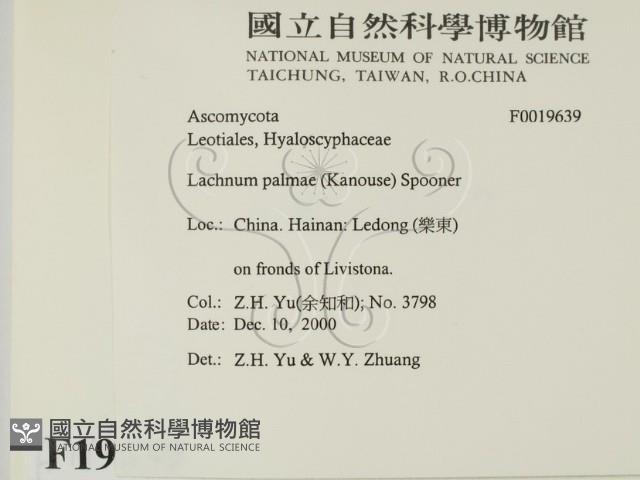 國立自然科學博物館
NATIONAL MUSEUM OF NATURAL SCIENCE
TAICHUNG, TAIWAN, R.O.CHINA
Ascomycota F0019639
Leotiales, Hyaloscyphaceae
Lachnum palmae (Kanouse) Spooner
Loc.: China. Hainan: Ledong (樂東)
on fronds of Livistona.
Col.: Z.H. Yu(余知和); No. 3798
Date: Dec. 10, 2000
Det.: Z.H. Yu & W.Y. Zhuang
國立自然科學博物館
NATIONAL MUSEUM OF NATURAL SCIENCE
F19